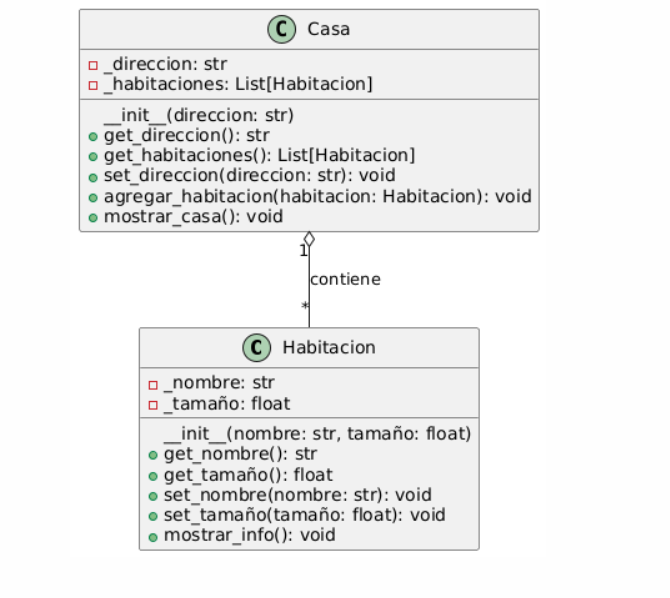 C Casa
_direccion: str
_habitaciones: List[Habitacion]
__init__(direccion: str)
get_direccion(): str
get_habitaciones(): List[Habitacion]
set_direccion(direccion: str): void
agregar_habitacion(habitacion: Habitacion): void
mostrar_casa(): void
1
contiene
*
C Habitacion
_nombre: str
_tamaño: float
__init__(nombre: str, tamaño: float)
get_nombre(): str
get_tamaño(): float
set_nombre(nombre: str): void
set_tamaño(tamaño: float): void
mostrar_info(): void